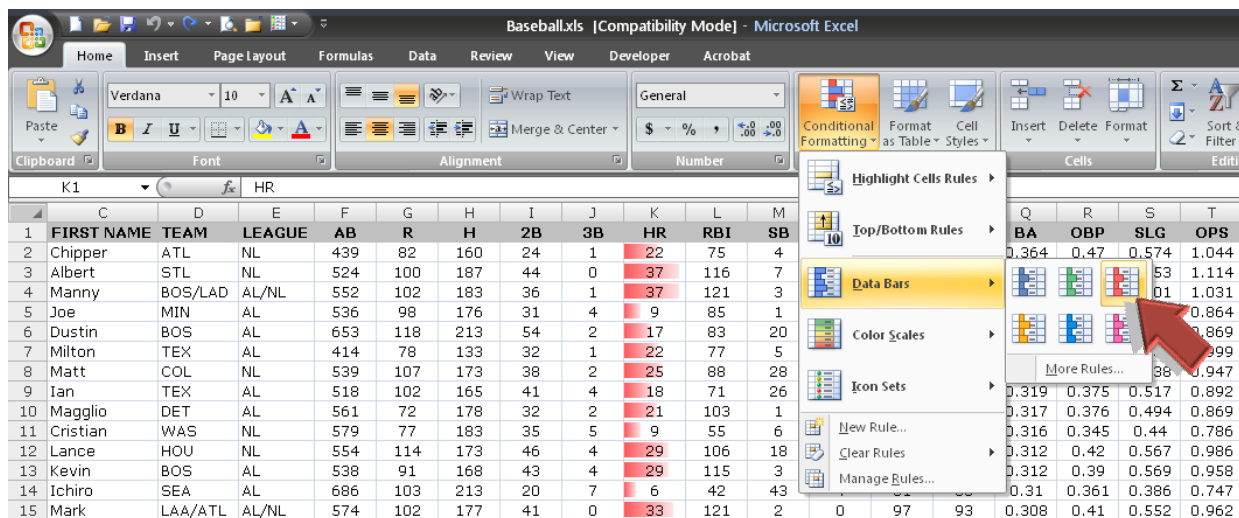 Baseball.xls [Compatibility Mode] - Microsoft Excel
Home Insert Page Layout Formulas Data Review View Developer Acrobat
Verdana 10 A A Wrap Text General
Paste B I U A Merge & Center $ % , .0 .00 .00 .0 Conditional Formatting Format as Table Cell Styles Insert Delete Format Σ A Z Sort & Filter
Clipboard Font Alignment Number Cells Editi
K1 fx HR
Highlight Cells Rules
Top/Bottom Rules
Data Bars
Color Scales
Icon Sets
New Rule...
Clear Rules
Manage Rules...
More Rules...
C D E F G H I J K L M Q R S T
1 FIRST NAME TEAM LEAGUE AB R H 2B 3B HR RBI SB BA OBP SLG OPS
2 Chipper ATL NL 439 82 160 24 1 22 75 4 0.364 0.47 0.574 1.044
3 Albert STL NL 524 100 187 44 0 37 116 7 53 1.114
4 Manny BOS/LAD AL/NL 552 102 183 36 1 37 121 3 01 1.031
5 Joe MIN AL 536 98 176 31 4 9 85 1 0.864
6 Dustin BOS AL 653 118 213 54 2 17 83 20 .869
7 Milton TEX AL 414 78 133 32 1 22 77 5 999
8 Matt COL NL 539 107 173 38 2 25 88 28 38 0.947
9 Ian TEX AL 518 102 165 41 4 18 71 26 0.319 0.375 0.517 0.892
10 Magglio DET AL 561 72 178 32 2 21 103 1 0.317 0.376 0.494 0.869
11 Cristian WAS NL 579 77 183 35 5 9 55 6 0.316 0.345 0.44 0.786
12 Lance HOU NL 554 114 173 46 4 29 106 18 0.312 0.42 0.567 0.986
13 Kevin BOS AL 538 91 168 43 4 29 115 3 0.312 0.39 0.569 0.958
14 Ichiro SEA AL 686 103 213 20 7 6 42 43 0.31 0.361 0.386 0.747
15 Mark LAA/ATL AL/NL 574 102 177 41 0 33 121 2 0 97 93 0.308 0.41 0.552 0.962